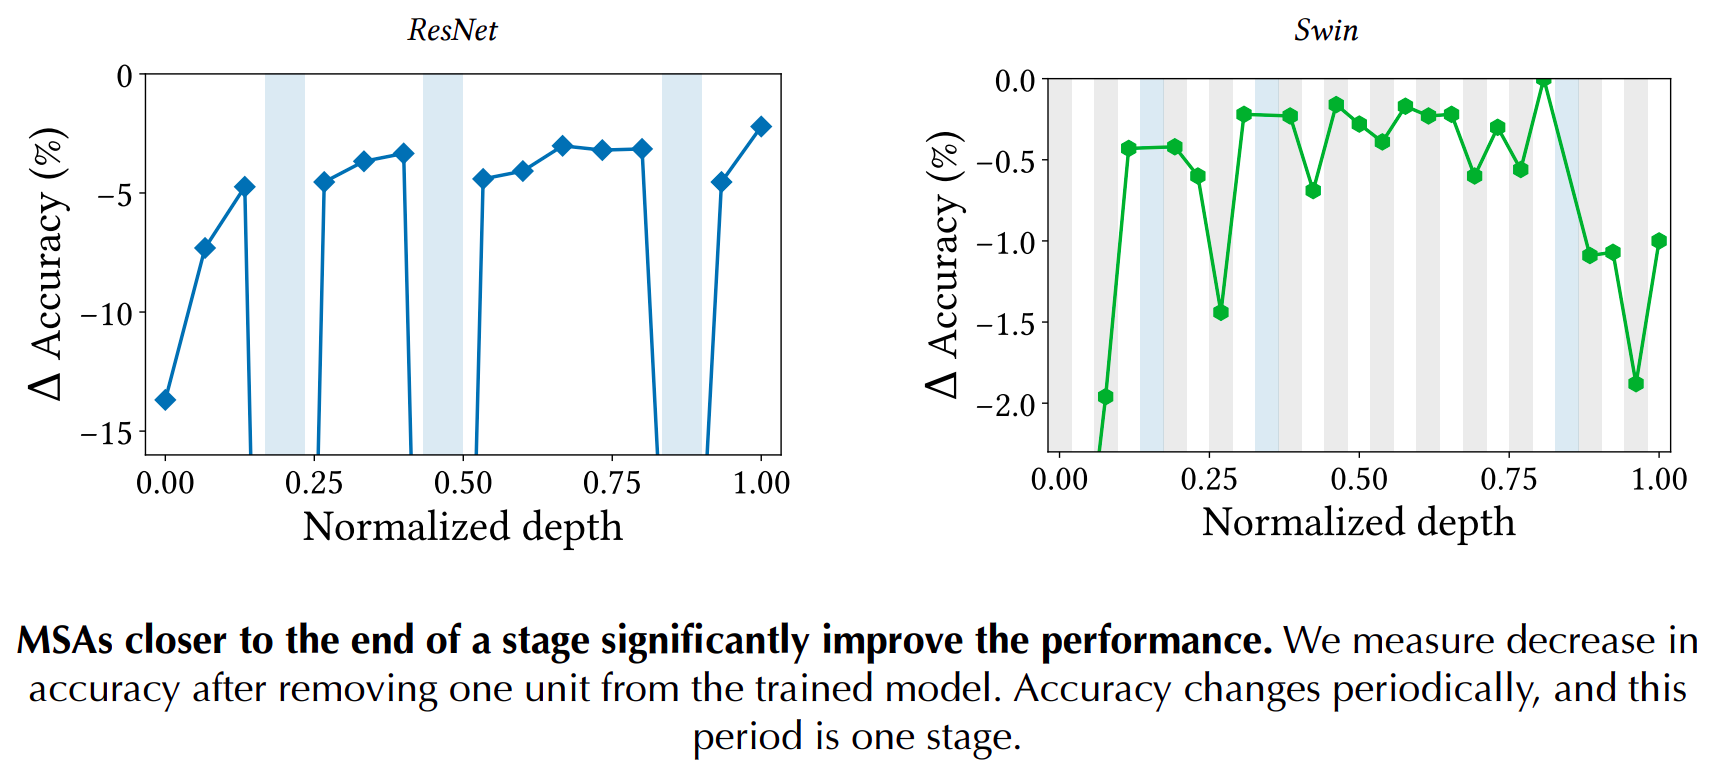 ResNet
Swin
0
−5
−10
−15
Δ Accuracy (%)
0.00 0.25 0.50 0.75 1.00
Normalized depth
0.0
−0.5
−1.0
−1.5
−2.0
Δ Accuracy (%)
0.00 0.25 0.50 0.75 1.00
Normalized depth
MSAs closer to the end of a stage significantly improve the performance. We measure decrease in
accuracy after removing one unit from the trained model. Accuracy changes periodically, and this
period is one stage.